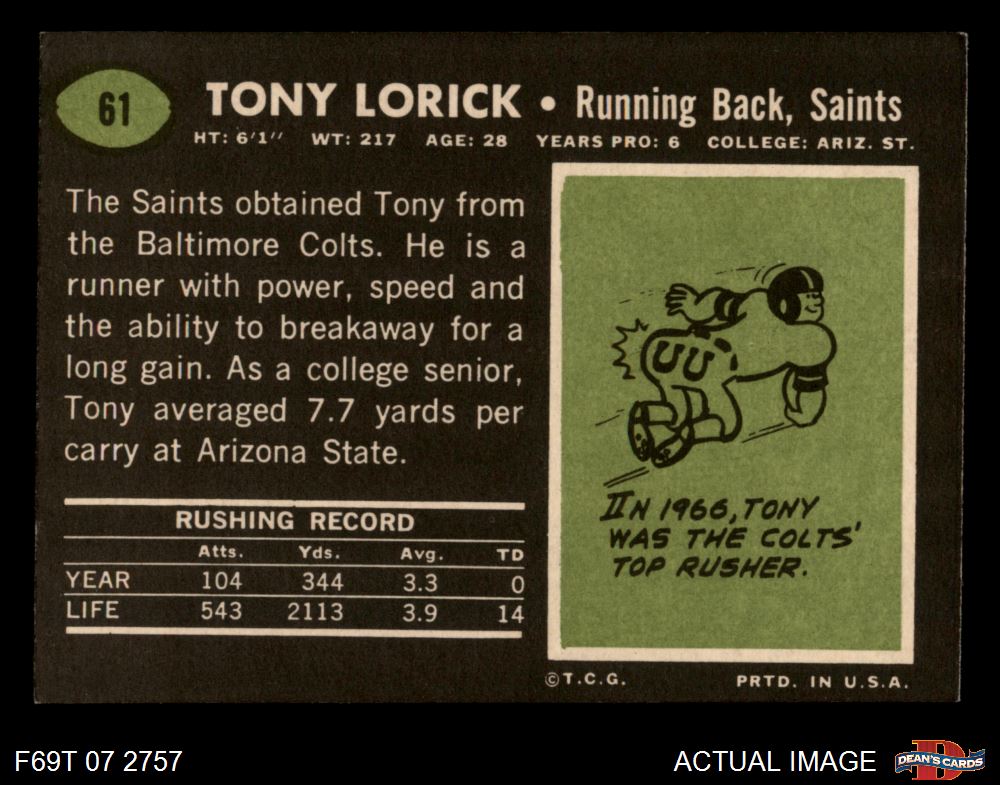 61
TONY LORICK • Running Back, Saints
HT: 6'1" WT: 217 AGE: 28 YEARS PRO: 6 COLLEGE: ARIZ. ST.
The Saints obtained Tony from
the Baltimore Colts. He is a
runner with power, speed and
the ability to breakaway for a
long gain. As a college senior,
Tony averaged 7.7 yards per
carry at Arizona State.
RUSHING RECORD
Atts. Yds. Avg. TD
YEAR 104 344 3.3 0
LIFE 543 2113 3.9 14
IN 1966, TONY
WAS THE COLTS'
TOP RUSHER.
©T.C.G. PRTD. IN U.S.A.
F69T 07 2757
ACTUAL IMAGE
D
DEAN'S CARDS